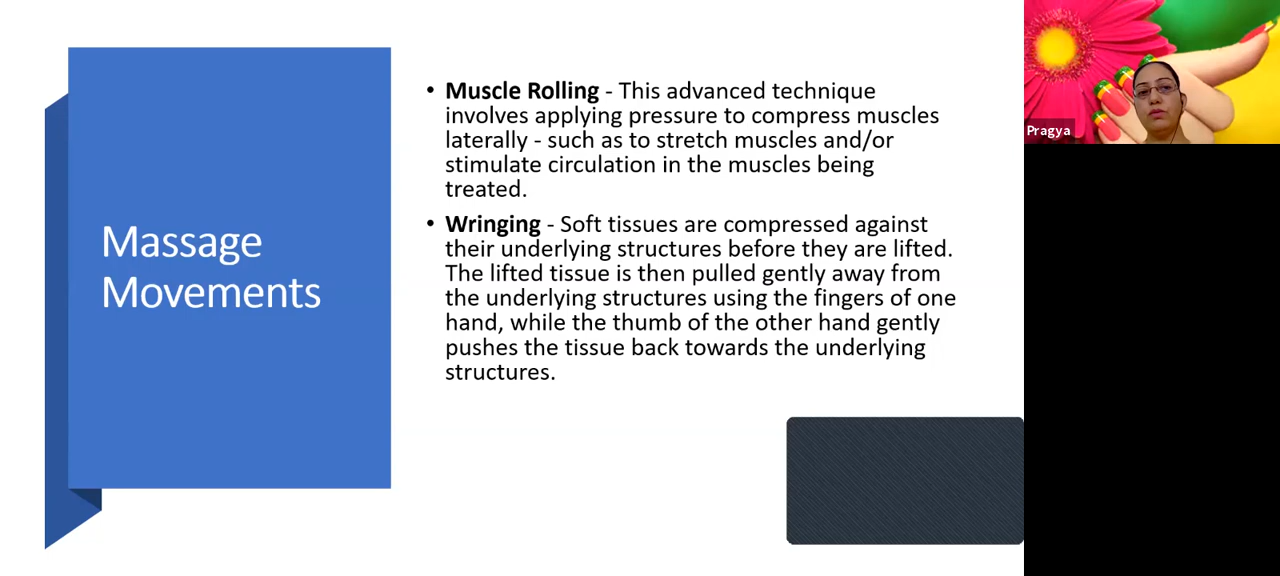 Massage
Movements
• Muscle Rolling - This advanced technique
involves applying pressure to compress muscles
laterally - such as to stretch muscles and/or
stimulate circulation in the muscles being
treated.
• Wringing - Soft tissues are compressed against
their underlying structures before they are lifted.
The lifted tissue is then pulled gently away from
the underlying structures using the fingers of one
hand, while the thumb of the other hand gently
pushes the tissue back towards the underlying
structures.
Pragya